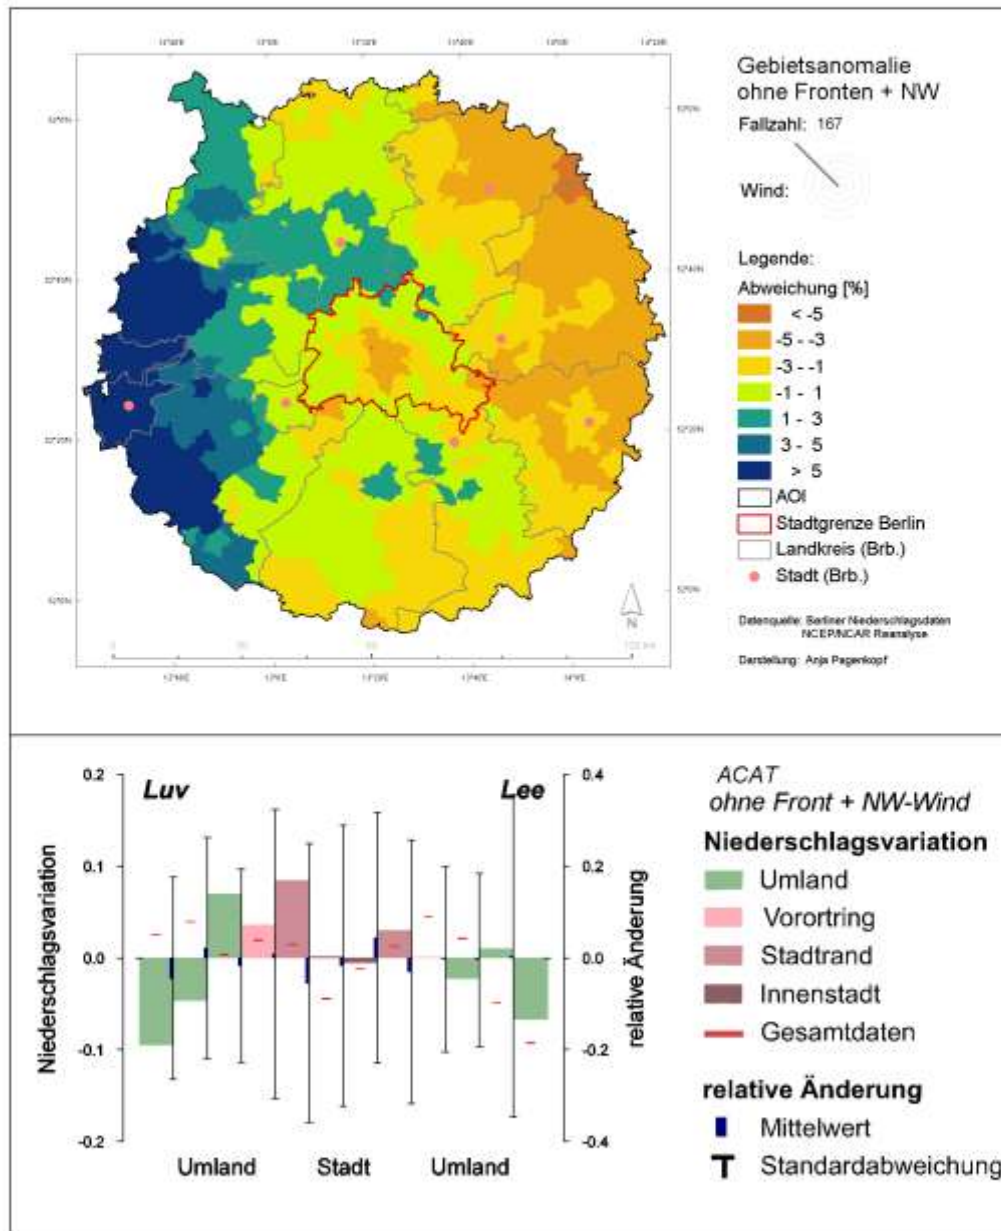 Gebietsanomalie
ohne Fronten + NW
Fallzahl: 167
Wind:
Legende:
Abweichung [%]
< -5
-5 - -3
-3 - -1
-1 - 1
1 - 3
3 - 5
> 5
AOI
Stadtgrenze Berlin
Landkreis (Brb.)
Stadt (Brb.)
N
Datenquelle: Berliner Niederschlagsdaten
NCEP/NCAR Reanalyse
Darstellung: Anja Pagenkopf
0.2
0.1
0.0
-0.1
-0.2
Niederschlagsvariation
Luv
Lee
0.4
0.2
0.0
-0.2
-0.4
relative Änderung
Umland
Stadt
Umland
ACAT
ohne Front + NW-Wind
Niederschlagsvariation
Umland
Vorortring
Stadtrand
Innenstadt
Gesamtdaten
relative Änderung
Mittelwert
Standardabweichung